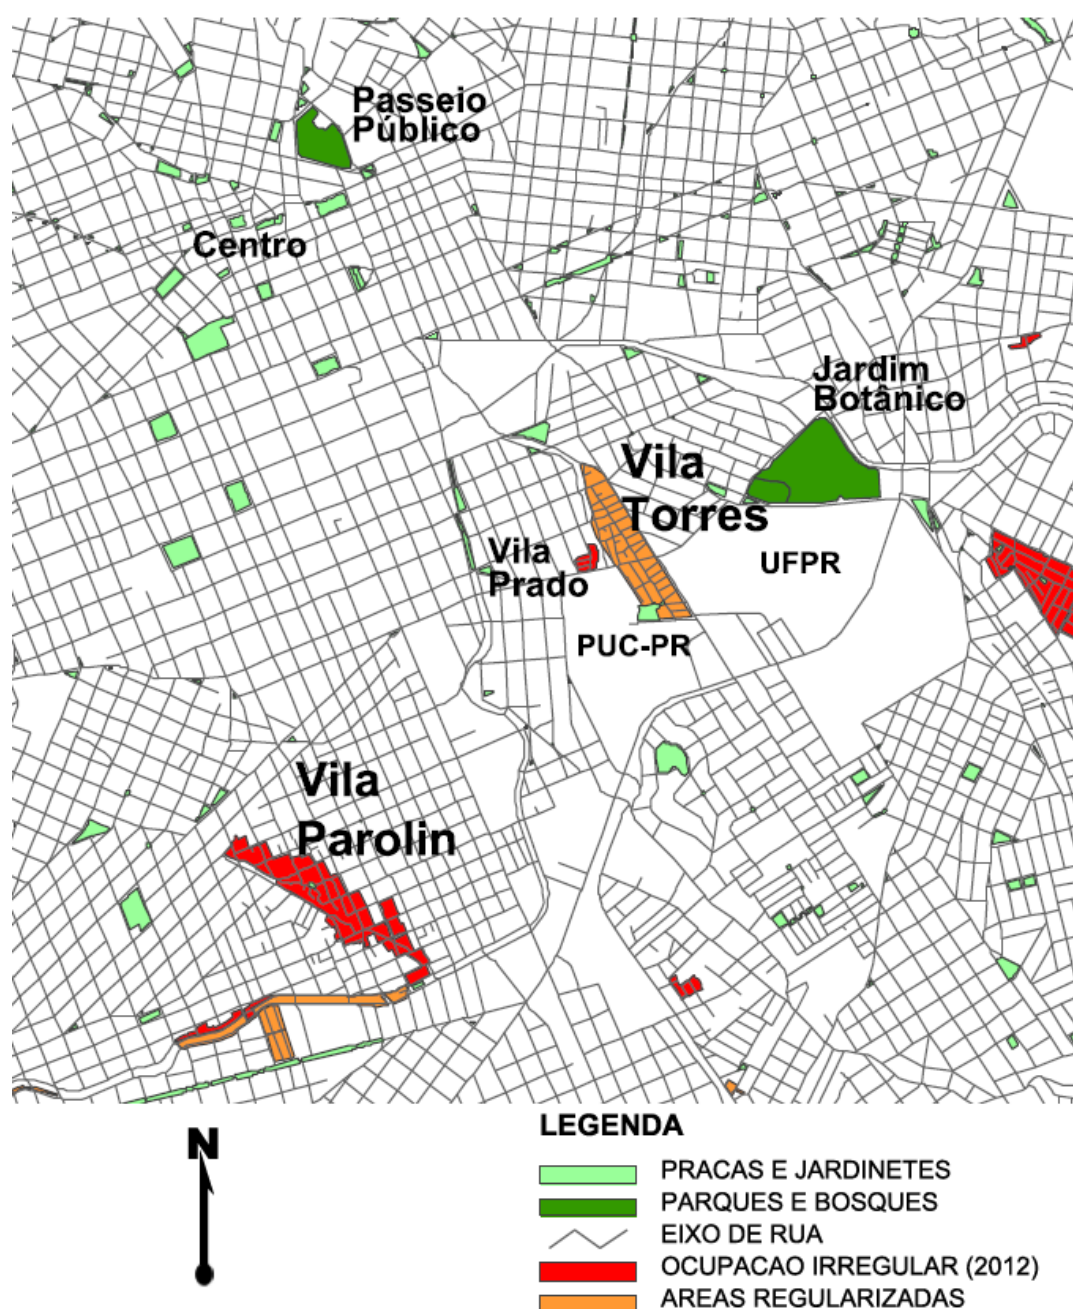 Passeio
Público
Centro
Jardim
Botânico
Vila
Torres
Vila
Prado
UFPR
PUC-PR
Vila
Parolin
N
LEGENDA
PRACAS E JARDINETES
PARQUES E BOSQUES
EIXO DE RUA
OCUPACAO IRREGULAR (2012)
AREAS REGULARIZADAS